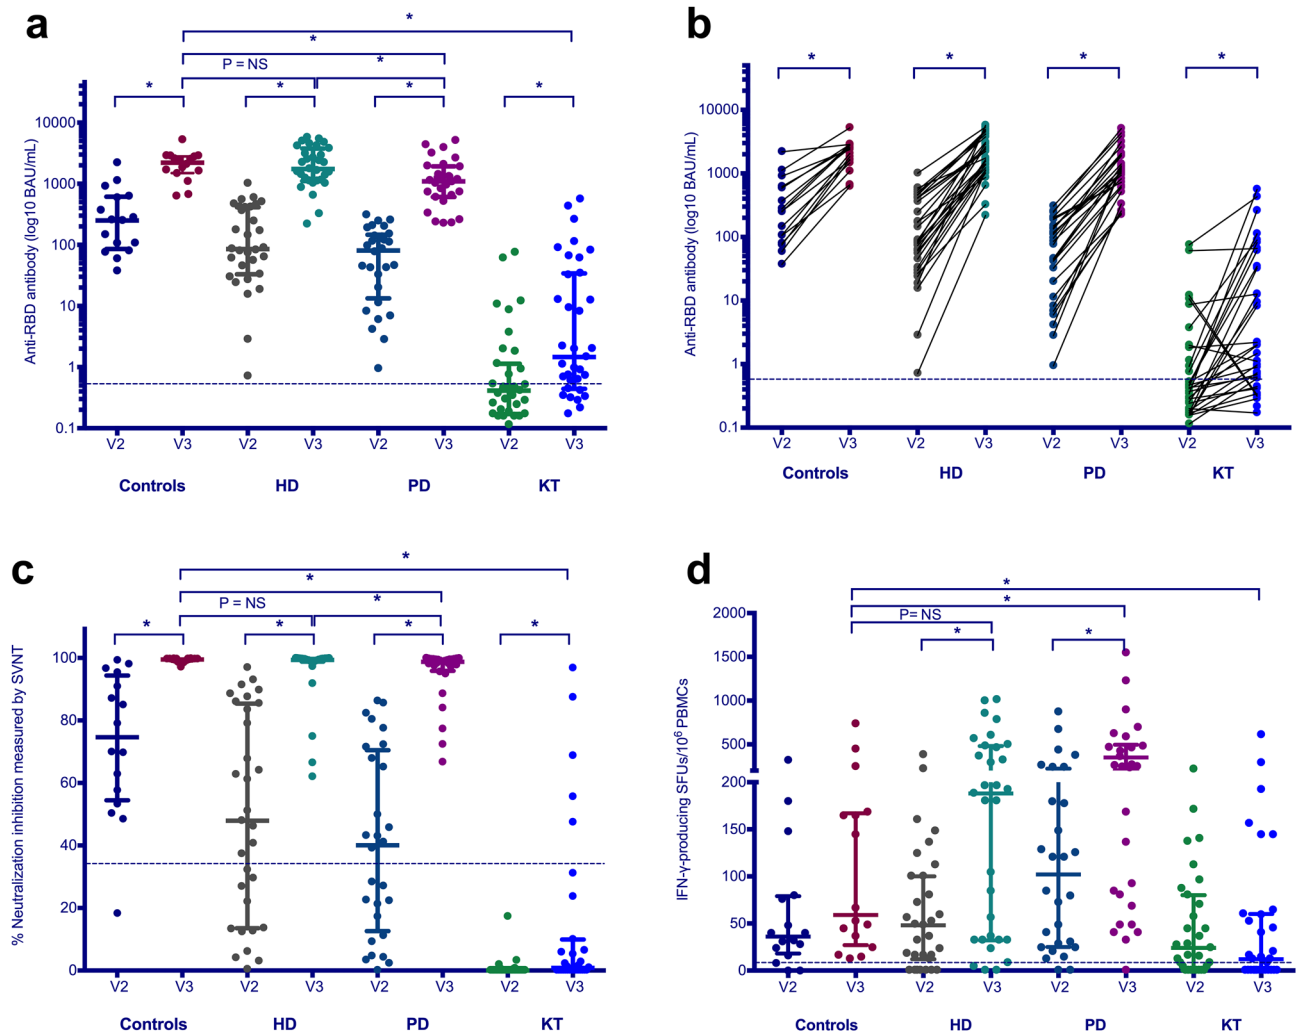 a
*
*
P = NS
*
*
*
*
*
Anti-RBD antibody (log10 BAU/mL)
10000
1000
100
10
1
0.1
V2
V3
V2
V3
V2
V3
V2
V3
Controls
HD
PD
KT
b
*
*
*
*
Anti-RBD antibody (log10 BAU/mL)
10000
1000
100
10
1
0.1
V2
V3
V2
V3
V2
V3
V2
V3
Controls
HD
PD
KT
c
*
*
P = NS
*
*
*
*
*
% Neutralization inhibition measured by SVNT
100
80
60
40
20
0
V2
V3
V2
V3
V2
V3
V2
V3
Controls
HD
PD
KT
d
*
*
P= NS
*
*
IFN-γ-producing SFUs/10⁶ PBMCs
2000
1500
1000
500
200
150
100
50
0
V2
V3
V2
V3
V2
V3
V2
V3
Controls
HD
PD
KT